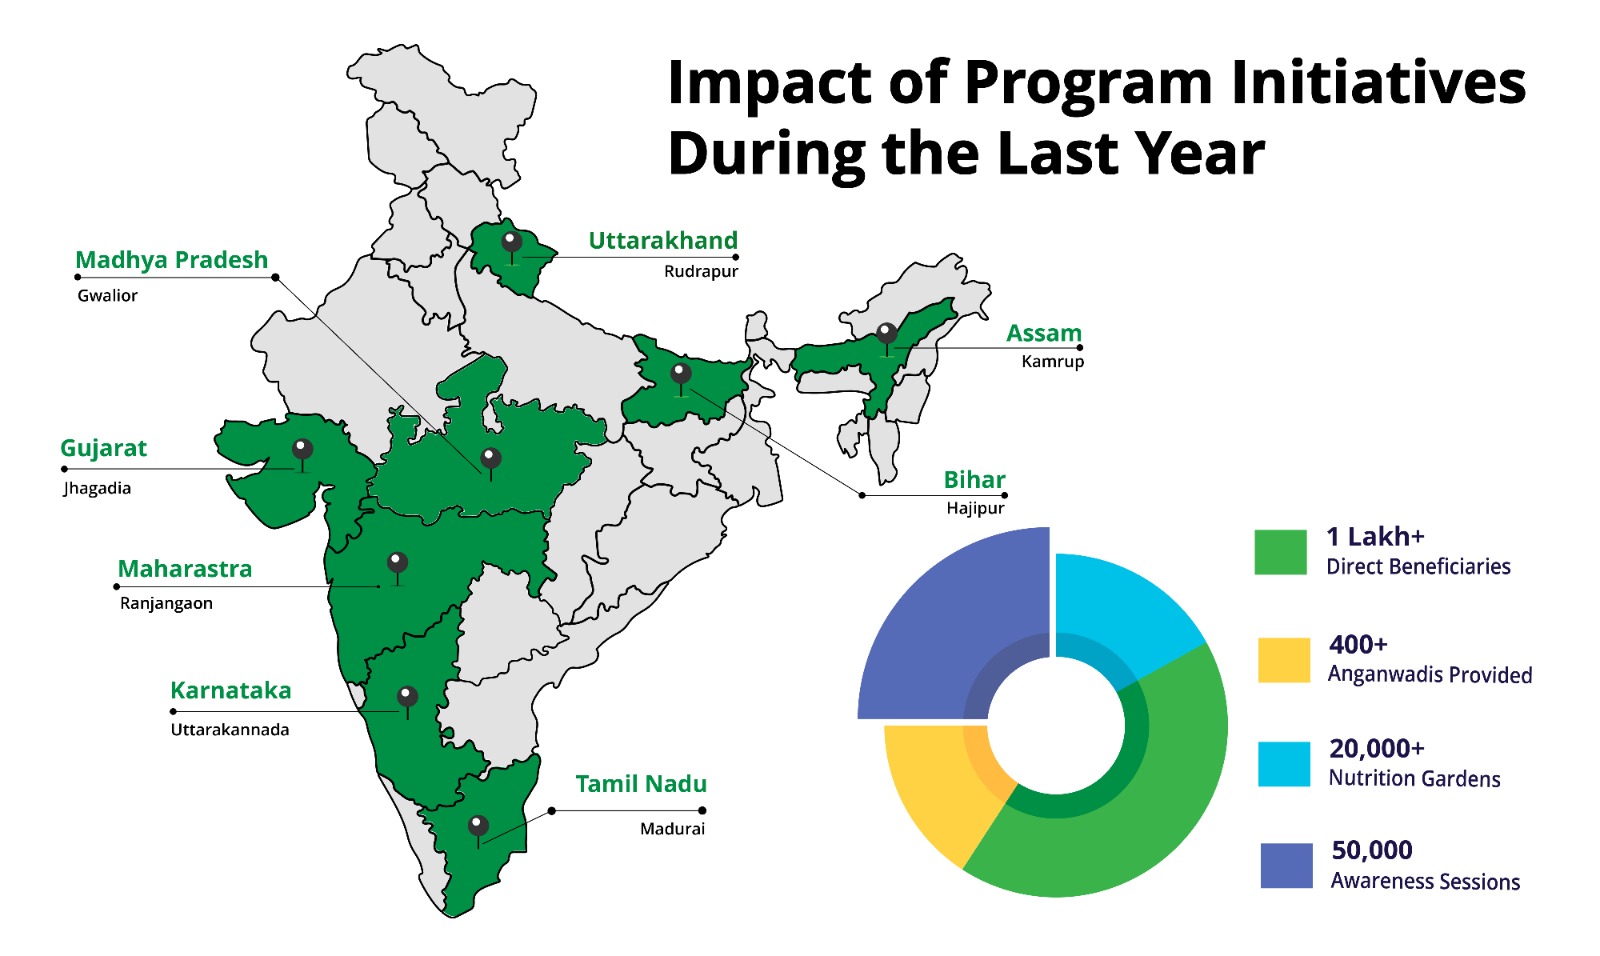 Impact of Program Initiatives
During the Last Year
Uttarakhand
Rudrapur
Madhya Pradesh
Gwalior
Assam
Kamrup
Gujarat
Jhagadia
Bihar
Hajipur
Maharastra
Ranjangaon
Karnataka
Uttarakannada
Tamil Nadu
Madurai
1 Lakh+
Direct Beneficiaries
400+
Anganwadis Provided
20,000+
Nutrition Gardens
50,000
Awareness Sessions